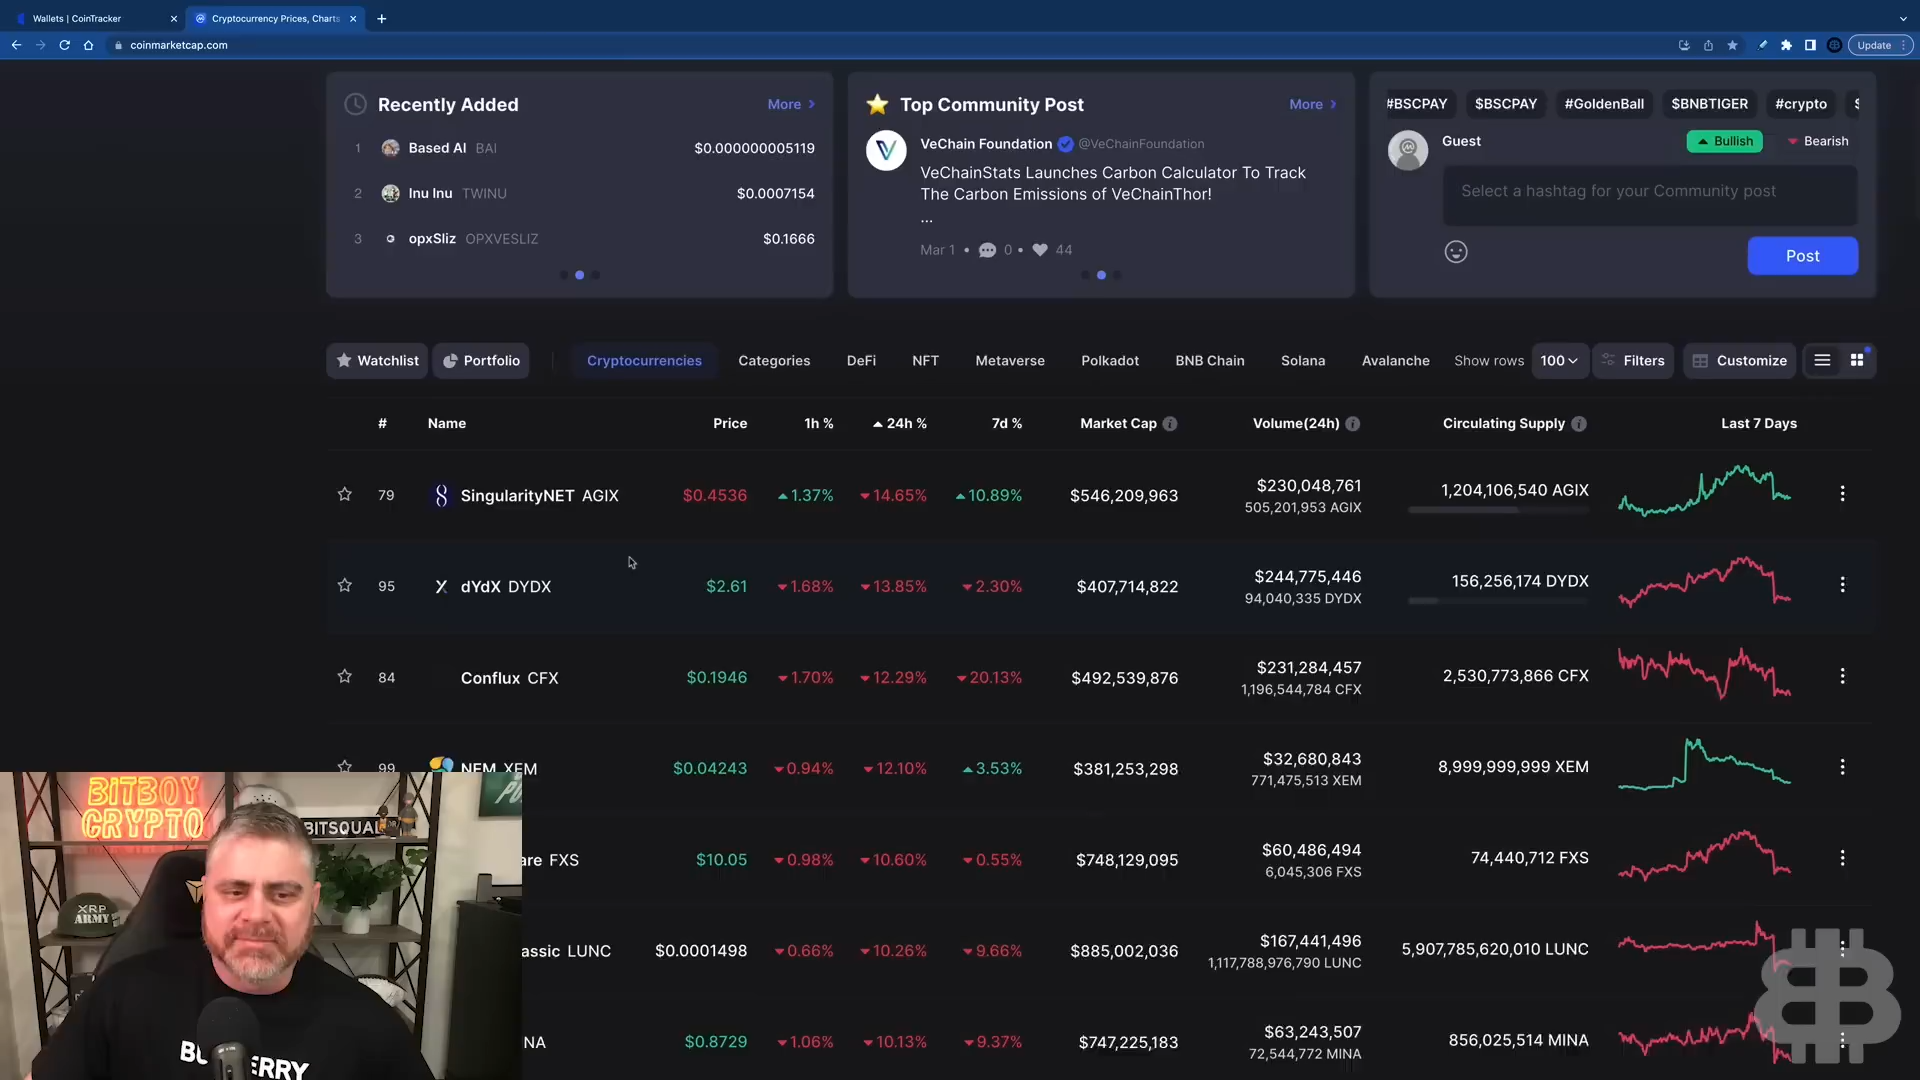 Wallets | CoinTracker
Cryptocurrency Prices, Charts
coinmarketcap.com
Update
Recently Added
More
1 Based AI BAI $0.000000005119
2 Inu Inu TWINU $0.0007154
3 opxSliz OPXVESLIZ $0.1666
Top Community Post
More
VeChain Foundation @VeChainFoundation
VeChainStats Launches Carbon Calculator To Track
The Carbon Emissions of VeChainThor!
...
Mar 1 • 0 • 44
#BSCPAY $BSCPAY #GoldenBall $BNBTIGER #crypto
Guest Bullish Bearish
Select a hashtag for your Community post
Post
Watchlist Portfolio Cryptocurrencies Categories DeFi NFT Metaverse Polkadot BNB Chain Solana Avalanche Show rows 100 Filters Customize
# Name Price 1h % 24h % 7d % Market Cap Volume(24h) Circulating Supply Last 7 Days
79 SingularityNET AGIX $0.4536 1.37% 14.65% 10.89% $546,209,963 $230,048,761 1,204,106,540 AGIX
505,201,953 AGIX
95 dYdX DYDX $2.61 1.68% 13.85% 2.30% $407,714,822 $244,775,446 156,256,174 DYDX
94,040,335 DYDX
84 Conflux CFX $0.1946 1.70% 12.29% 20.13% $492,539,876 $231,284,457 2,530,773,866 CFX
1,196,544,784 CFX
99 NEM XEM $0.04243 0.94% 12.10% 3.53% $381,253,298 $32,680,843 8,999,999,999 XEM
771,475,513 XEM
are FXS $10.05 0.98% 10.60% 0.55% $748,129,095 $60,486,494 74,440,712 FXS
6,045,306 FXS
assic LUNC $0.0001498 0.66% 10.26% 9.66% $885,002,036 $167,441,496 5,907,785,620,010 LUNC
1,117,788,976,790 LUNC
NA $0.8729 1.06% 10.13% 9.37% $747,225,183 $63,243,507 856,025,514 MINA
72,544,772 MINA
BITBOY
CRYPTO
BITSQUAD
XRP
ARMY